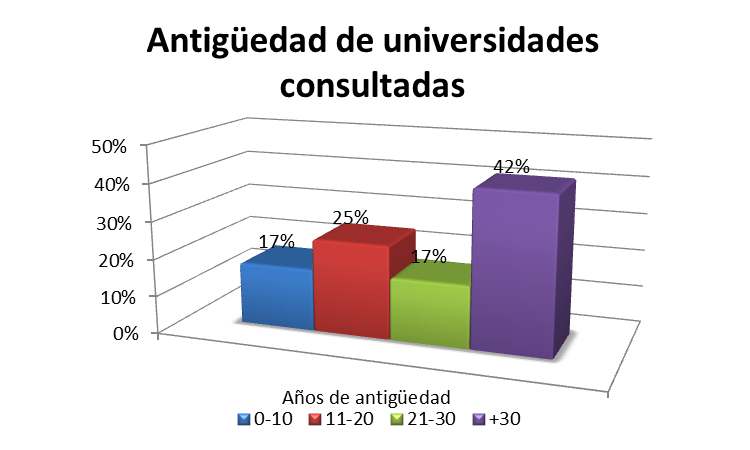 Antigüedad de universidades
consultadas
50%
40%
30%
20%
10%
0%
17%
25%
17%
42%
Años de antigüedad
0-10 11-20 21-30 +30